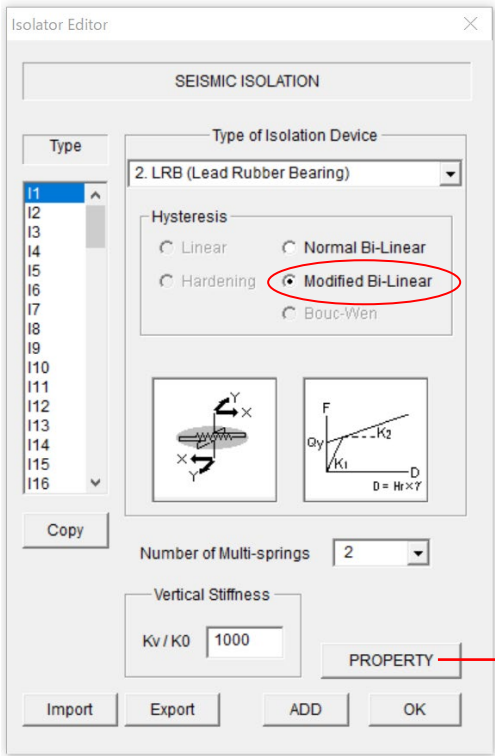 Isolator Editor
SEISMIC ISOLATION
Type
I1
I2
I3
I4
I5
I6
I7
I8
I9
I10
I11
I12
I13
I14
I15
I16
Copy
Type of Isolation Device
2. LRB (Lead Rubber Bearing)
Hysteresis
Linear
Normal Bi-Linear
Hardening
Modified Bi-Linear
Bouc-Wen
Y
X
X
Y
F
Qy
K2
K1
D
D = Hr×γ
Number of Multi-springs
2
Vertical Stiffness
Kv / K0
1000
PROPERTY
Import
Export
ADD
OK